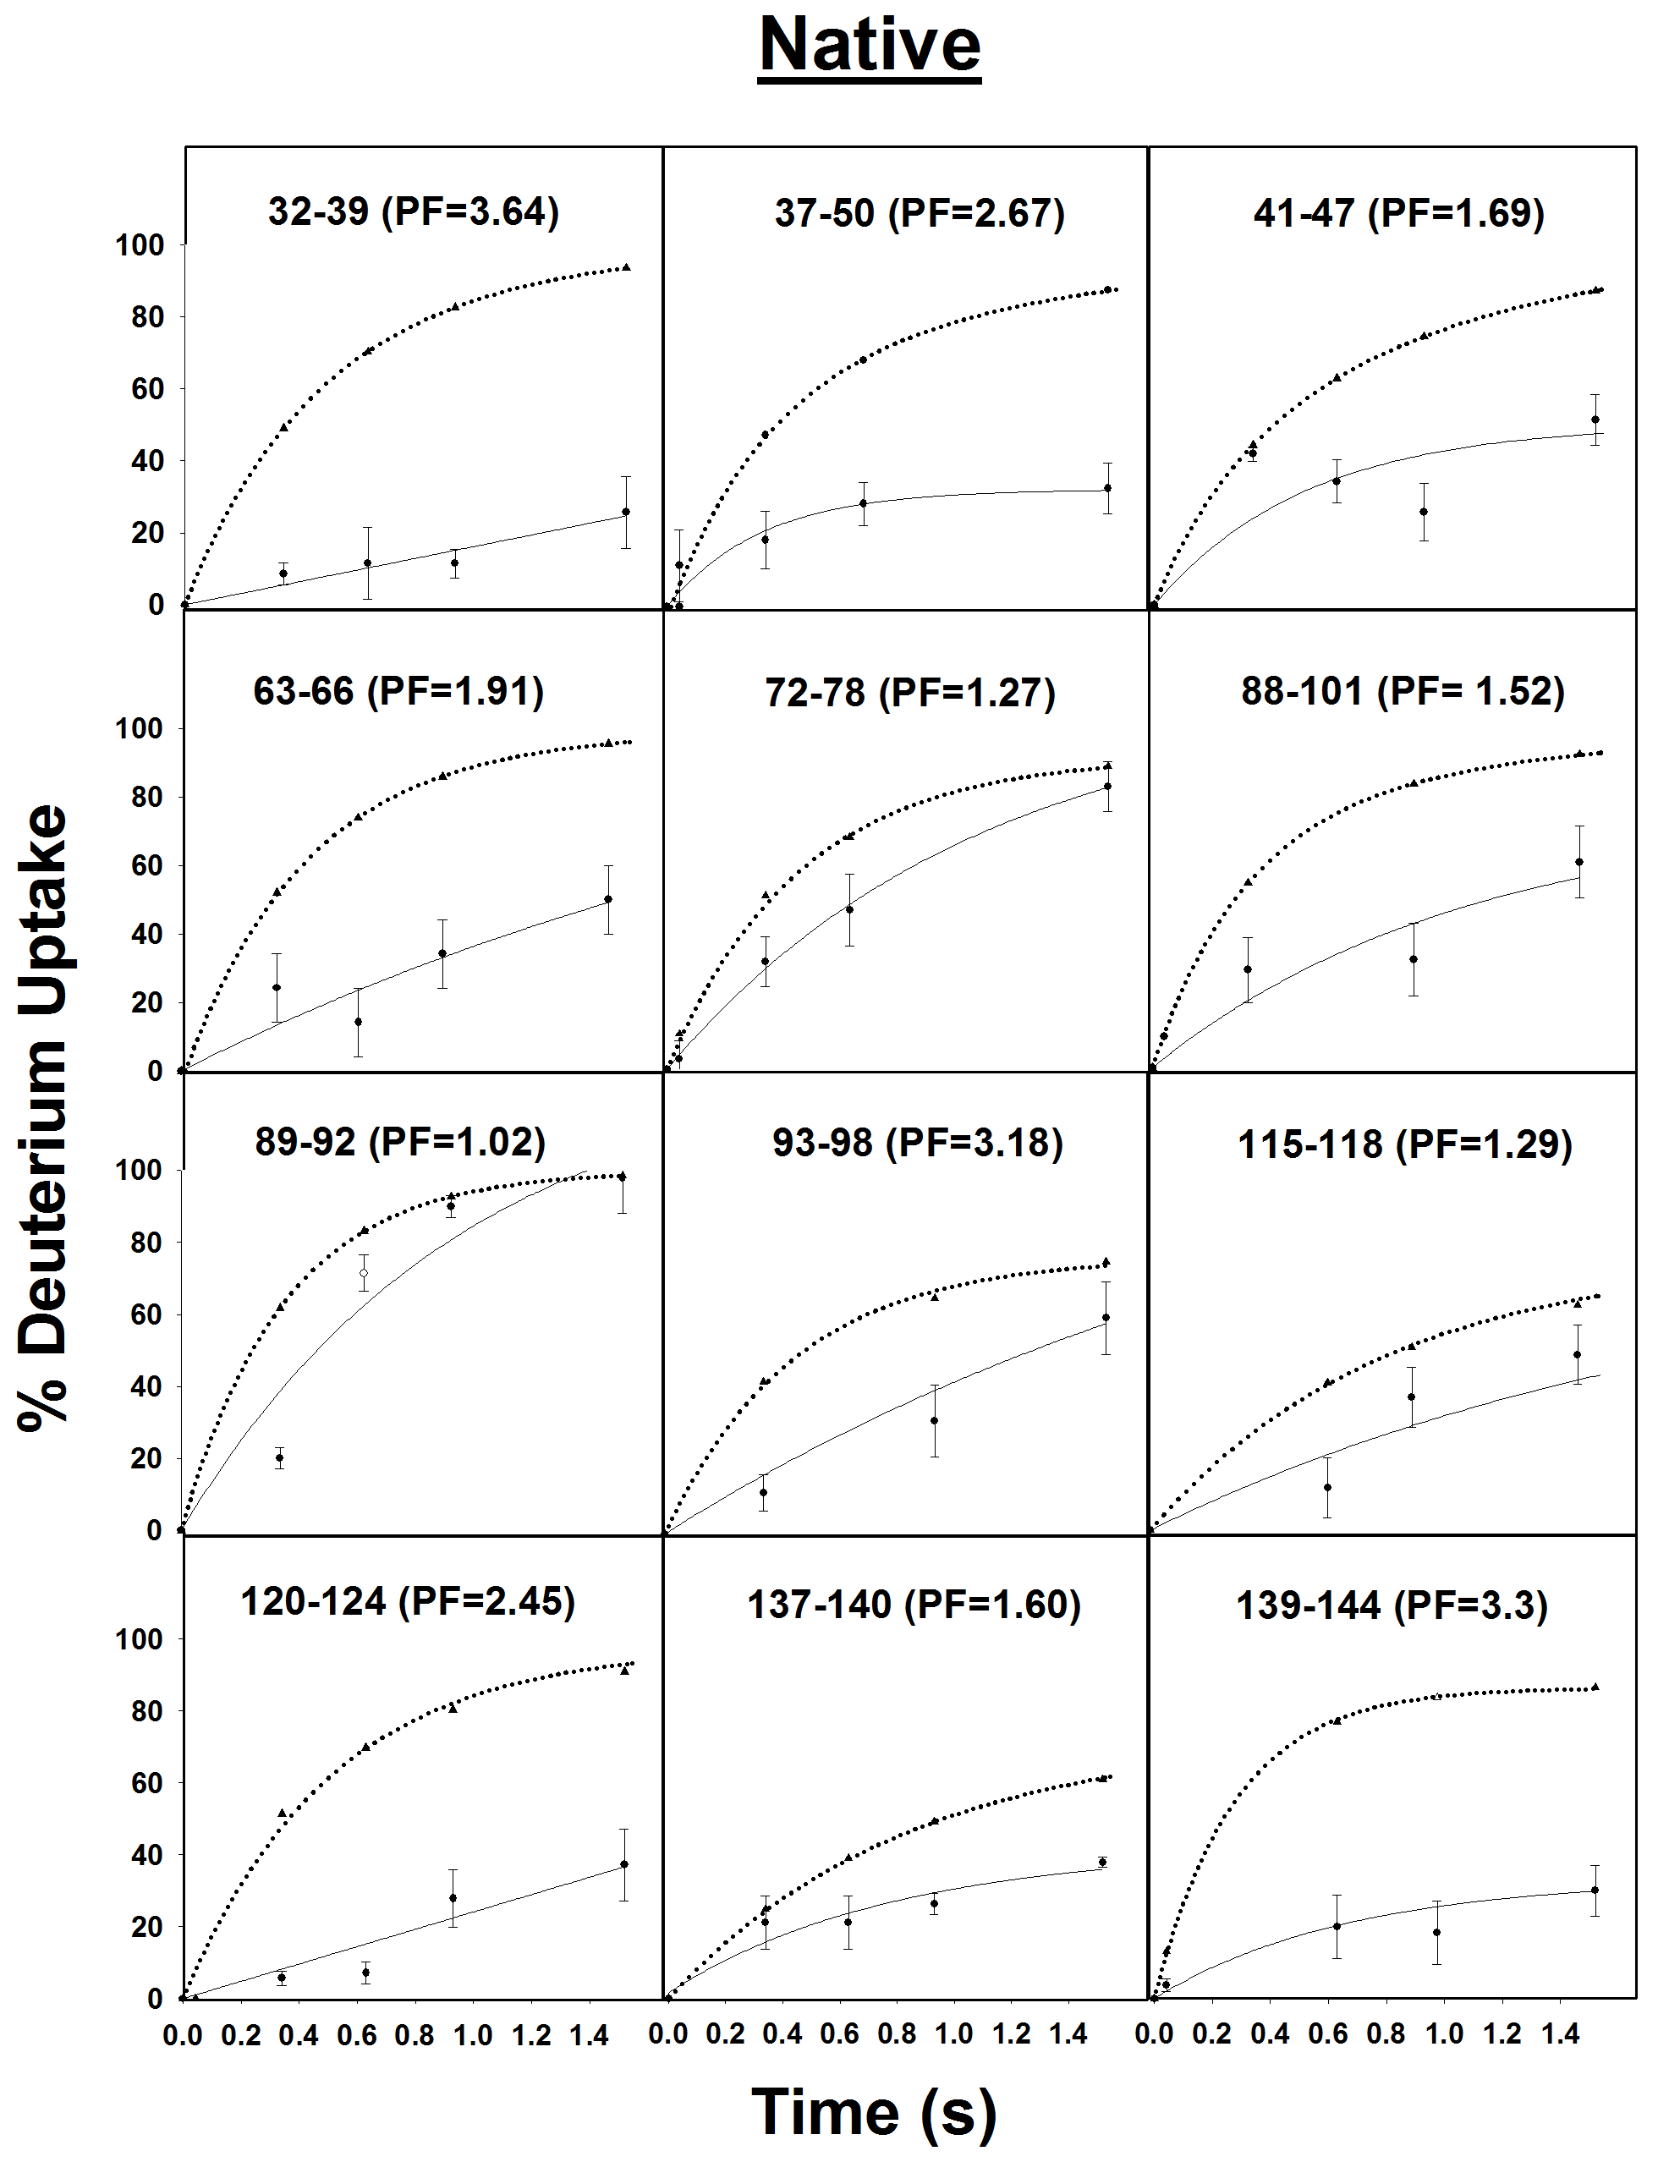 Native
32-39 (PF=3.64)
37-50 (PF=2.67)
41-47 (PF=1.69)
100
80
60
40
20
0
63-66 (PF=1.91)
72-78 (PF=1.27)
88-101 (PF= 1.52)
100
80
60
40
20
0
89-92 (PF=1.02)
93-98 (PF=3.18)
115-118 (PF=1.29)
100
80
60
40
20
0
120-124 (PF=2.45)
137-140 (PF=1.60)
139-144 (PF=3.3)
100
80
60
40
20
0
0.0 0.2 0.4 0.6 0.8 1.0 1.2 1.4
0.0 0.2 0.4 0.6 0.8 1.0 1.2 1.4
0.0 0.2 0.4 0.6 0.8 1.0 1.2 1.4
% Deuterium Uptake
Time (s)